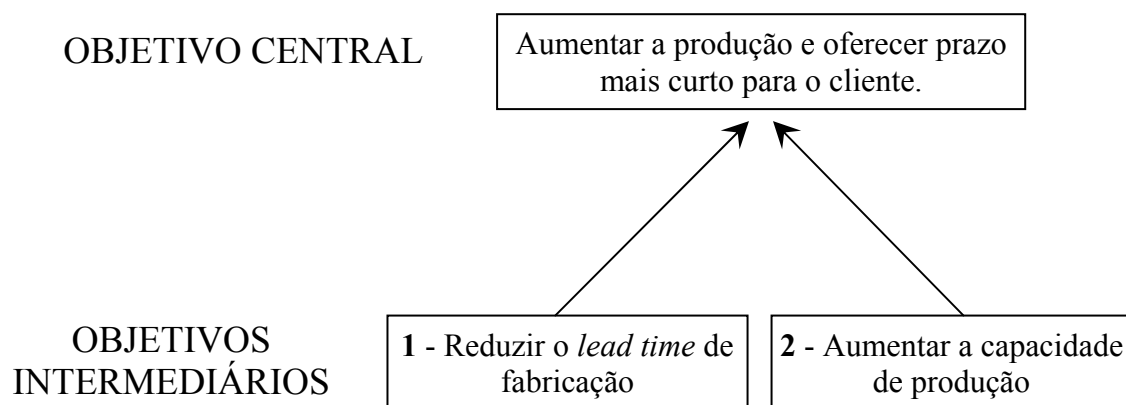 OBJETIVO CENTRAL
Aumentar a produção e oferecer prazo
mais curto para o cliente.
OBJETIVOS
INTERMEDIÁRIOS
1 - Reduzir o lead time de
fabricação
2 - Aumentar a capacidade
de produção